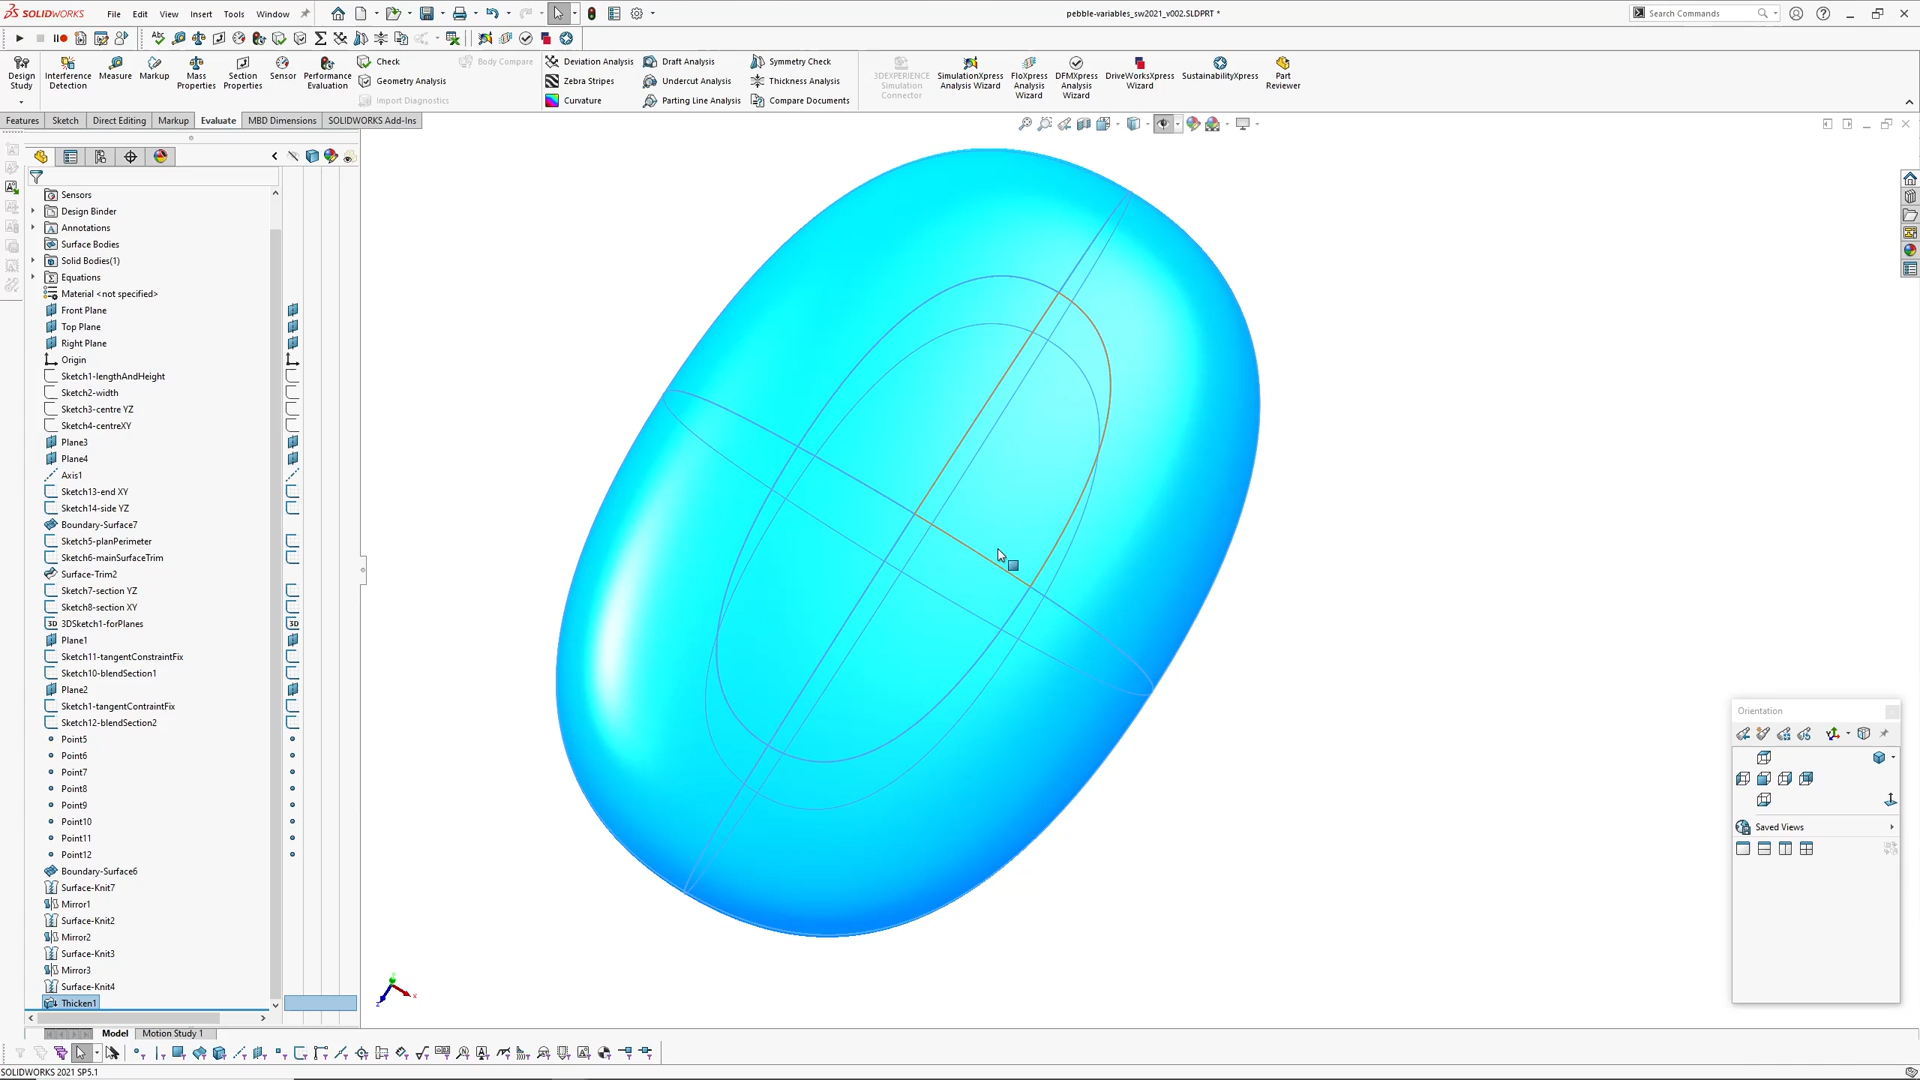 SOLIDWORKS
File
Edit
View
Insert
Tools
Window
pebble-variables_sw2021_v002.SLDPRT *
Search Commands
Design Study
Interference Detection
Measure
Markup
Mass Properties
Section Properties
Sensor
Performance Evaluation
Check
Geometry Analysis
Import Diagnostics
Body Compare
Deviation Analysis
Zebra Stripes
Curvature
Draft Analysis
Undercut Analysis
Parting Line Analysis
Symmetry Check
Thickness Analysis
Compare Documents
3DEXPERIENCE Simulation Connector
SimulationXpress Analysis Wizard
FloXpress Analysis Wizard
DFMXpress Analysis Wizard
DriveWorksXpress Wizard
SustainabilityXpress
Part Reviewer
Features
Sketch
Direct Editing
Markup
Evaluate
MBD Dimensions
SOLIDWORKS Add-Ins
Sensors
Design Binder
Annotations
Surface Bodies
Solid Bodies(1)
Equations
Material <not specified>
Front Plane
Top Plane
Right Plane
Origin
Sketch1-lengthAndHeight
Sketch2-width
Sketch3-centre YZ
Sketch4-centreXY
Plane3
Plane4
Axis1
Sketch13-end XY
Sketch14-side YZ
Boundary-Surface7
Sketch5-planPerimeter
Sketch6-mainSurfaceTrim
Surface-Trim2
Sketch7-section YZ
Sketch8-section XY
3D 3DSketch1-forPlanes 3D
Plane1
Sketch11-tangentConstraintFix
Sketch10-blendSection1
Plane2
Sketch1-tangentContraintFix
Sketch12-blendSection2
Point5
Point6
Point7
Point8
Point9
Point10
Point11
Point12
Boundary-Surface6
Surface-Knit7
Mirror1
Surface-Knit2
Mirror2
Surface-Knit3
Mirror3
Surface-Knit4
Thicken1
Orientation
Saved Views
Model
Motion Study 1
SOLIDWORKS 2021 SP5.1